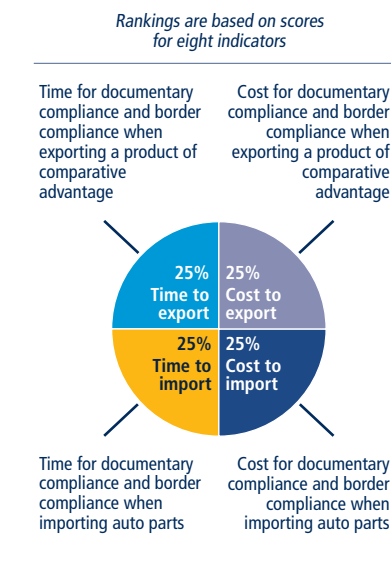 Rankings are based on scores
for eight indicators
Time for documentary
compliance and border
compliance when
exporting a product of
comparative
advantage
Cost for documentary
compliance and border
compliance when
exporting a product of
comparative
advantage
25%
Time to
export
25%
Cost to
export
25%
Time to
import
25%
Cost to
import
Time for documentary
compliance and border
compliance when
importing auto parts
Cost for documentary
compliance and border
compliance when
importing auto parts